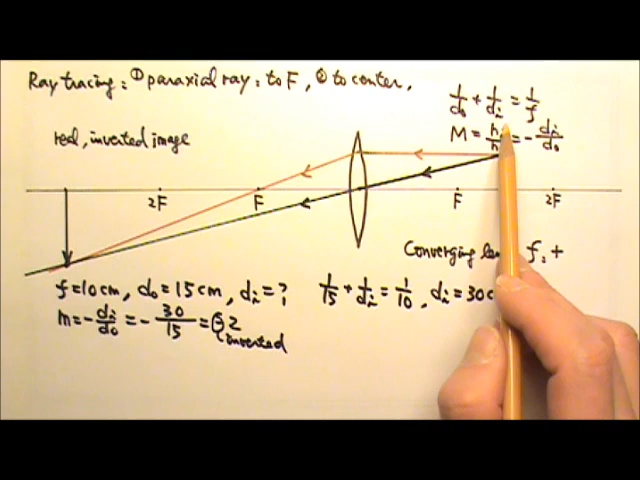 Ray tracing: ① paraxial ray: to F, ② to center,
1/do + 1/di = 1/f
M = hi/h = - di/do
real, inverted image
2F F F 2F
Converging f: +
f=10cm, do=15cm, di=? 1/15 + 1/di = 1/10, di=30c
m=-di/do=-30/15=-2
inverted